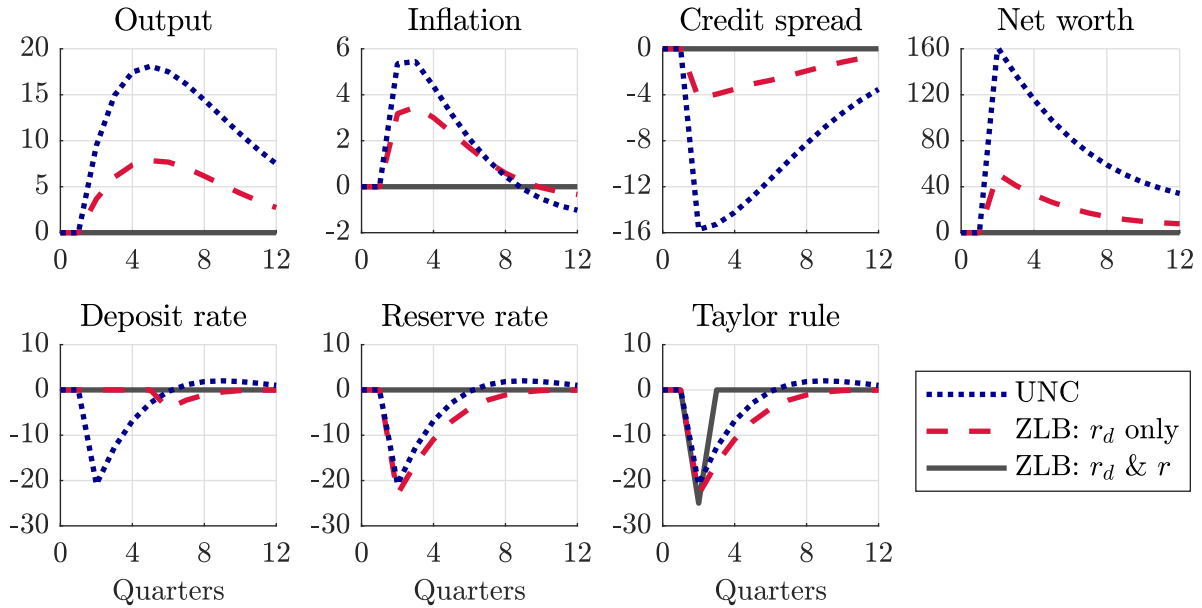 Output
Inflation
Credit spread
Net worth
20
15
10
5
0
0 4 8 12
6
4
2
0
-2
0 4 8 12
0
-4
-8
-12
-16
0 4 8 12
160
120
80
40
0
0 4 8 12
Deposit rate
Reserve rate
Taylor rule
10
0
-10
-20
-30
0 4 8 12
Quarters
10
0
-10
-20
-30
0 4 8 12
Quarters
10
0
-10
-20
-30
0 4 8 12
Quarters
UNC
ZLB: r_d only
ZLB: r_d & r